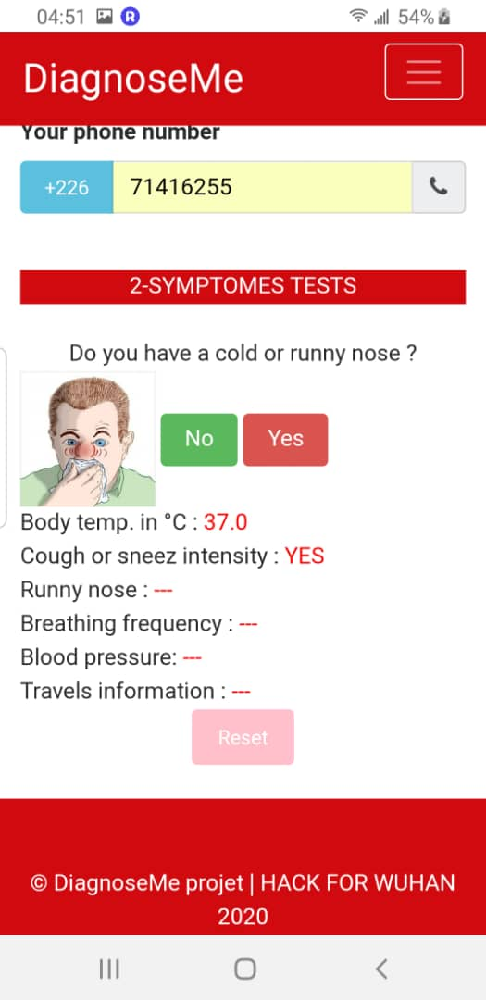 04:51 R 54%
DiagnoseMe
Your phone number
+226 71416255
2-SYMPTOMES TESTS
Do you have a cold or runny nose ?
No Yes
Body temp. in °C : 37.0
Cough or sneez intensity : YES
Runny nose : ---
Breathing frequency : ---
Blood pressure: ---
Travels information : ---
Reset
© DiagnoseMe projet | HACK FOR WUHAN
2020